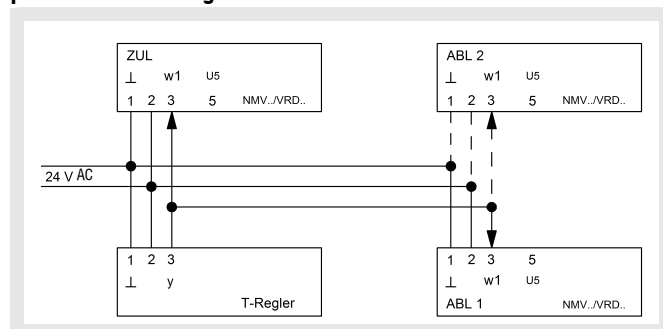 ZUL
⊥ w1 U5
1 2 3 5 NMV../VRD..
ABL 2
⊥ w1 U5
1 2 3 5 NMV../VRD..
24 V AC
1 2 3
⊥ y
T-Regler
1 2 3 5
⊥ w1 U5
ABL 1 NMV../VRD..